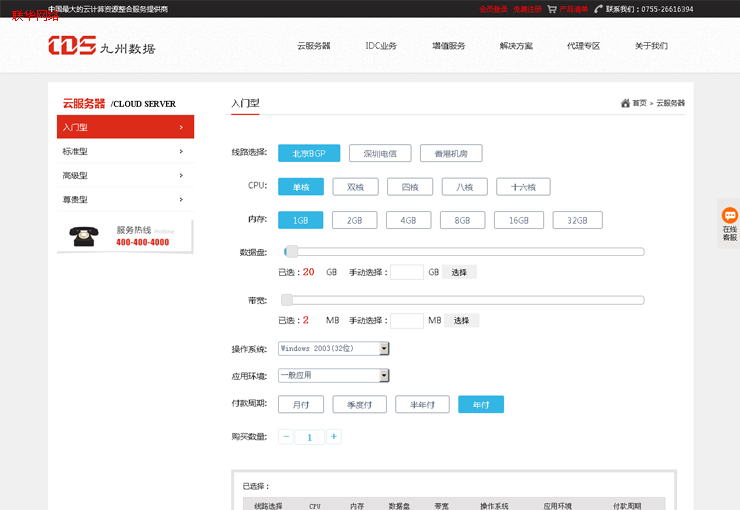 中国最大的云计算资源整合服务提供商
会员登录 免费注册 产品清单 联系我们：0755-26616394
联华网站
CDS 九州数据
云服务器 IDC业务 增值服务 解决方案 代理专区 关于我们
云服务器 /CLOUD SERVER
入门型 >
标准型 >
高级型 >
尊贵型 >
服务热线 Hotline
400-400-4000
入门型
首页 > 云服务器
线路选择: 北京BGP 深圳电信 香港机房
CPU: 单核 双核 四核 八核 十六核
内存: 1GB 2GB 4GB 8GB 16GB 32GB
数据盘:
已选：20 GB 手动选择： GB 选择
带宽:
已选：2 MB 手动选择： MB 选择
操作系统: Windows 2003(32位)
应用环境: 一般应用
付款周期: 月付 季度付 半年付 年付
购买数量: − 1 +
已选择：
线路选择 CPU 内存 数据盘 带宽 操作系统 应用环境 付款周期
在线
客服